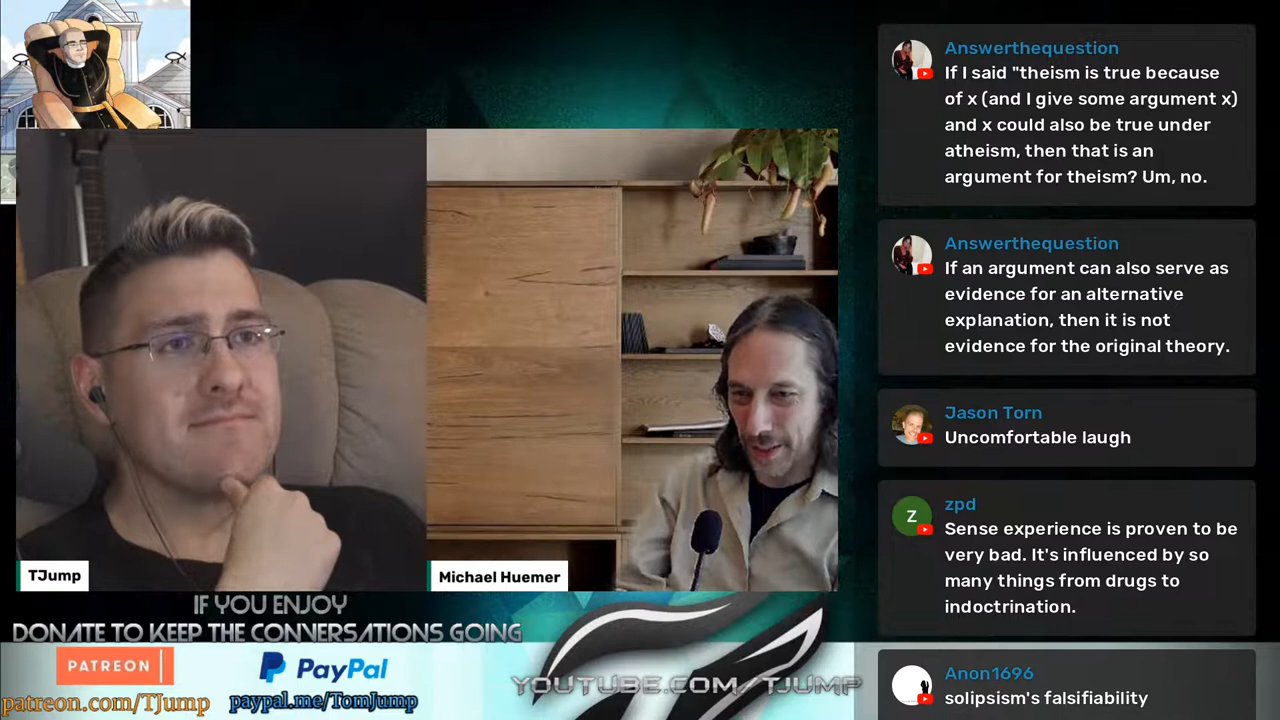 Answerthequestion
If I said "theism is true because
of x (and I give some argument x)
and x could also be true under
atheism, then that is an
argument for theism? Um, no.
Answerthequestion
If an argument can also serve as
evidence for an alternative
explanation, then it is not
evidence for the original theory.
Jason Torn
Uncomfortable laugh
Z
zpd
Sense experience is proven to be
very bad. It's influenced by so
many things from drugs to
indoctrination.
Anon1696
solipsism's falsifiability
TJump
Michael Huemer
IF YOU ENJOY
DONATE TO KEEP THE CONVERSATIONS GOING
PATREON
PayPal
patreon.com/TJump
paypal.me/TomJump
YOUTUBE.COM/TJUMP